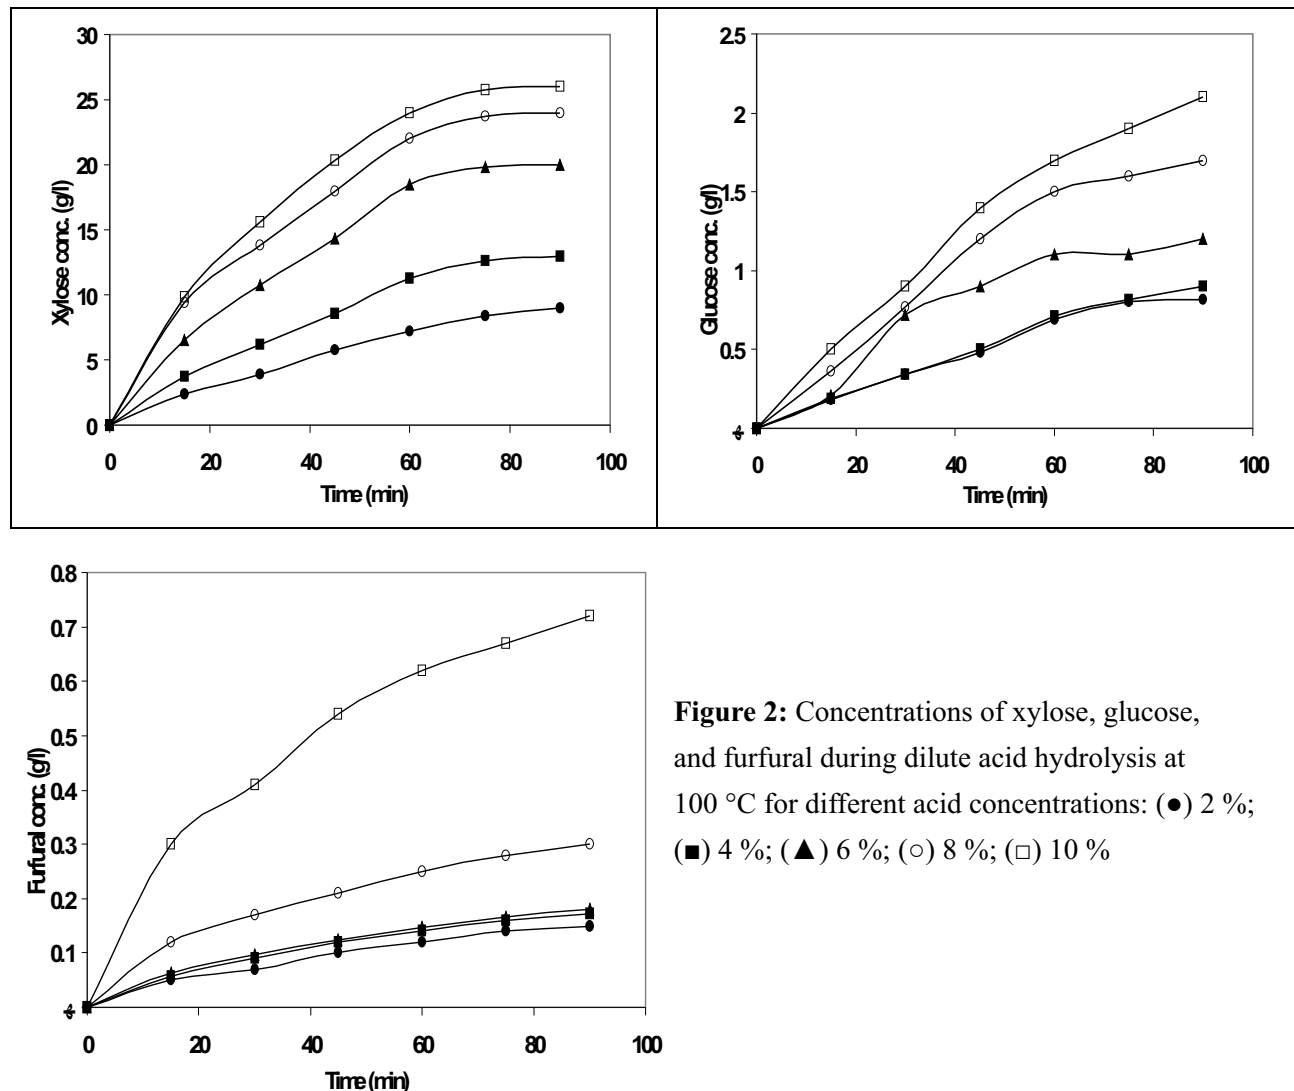 30
25
20
15
10
5
0
0 20 40 60 80 100
Xylose conc. (g/l)
Time (min)
2.5
2
1.5
1
0.5
0 20 40 60 80 100
Glucose conc. (g/l)
Time (min)
0.8
0.7
0.6
0.5
0.4
0.3
0.2
0.1
0 20 40 60 80 100
Furfural conc. (g/l)
Time (min)
Figure 2: Concentrations of xylose, glucose,
and furfural during dilute acid hydrolysis at
100 °C for different acid concentrations: (●) 2 %;
(■) 4 %; (▲) 6 %; (○) 8 %; (□) 10 %